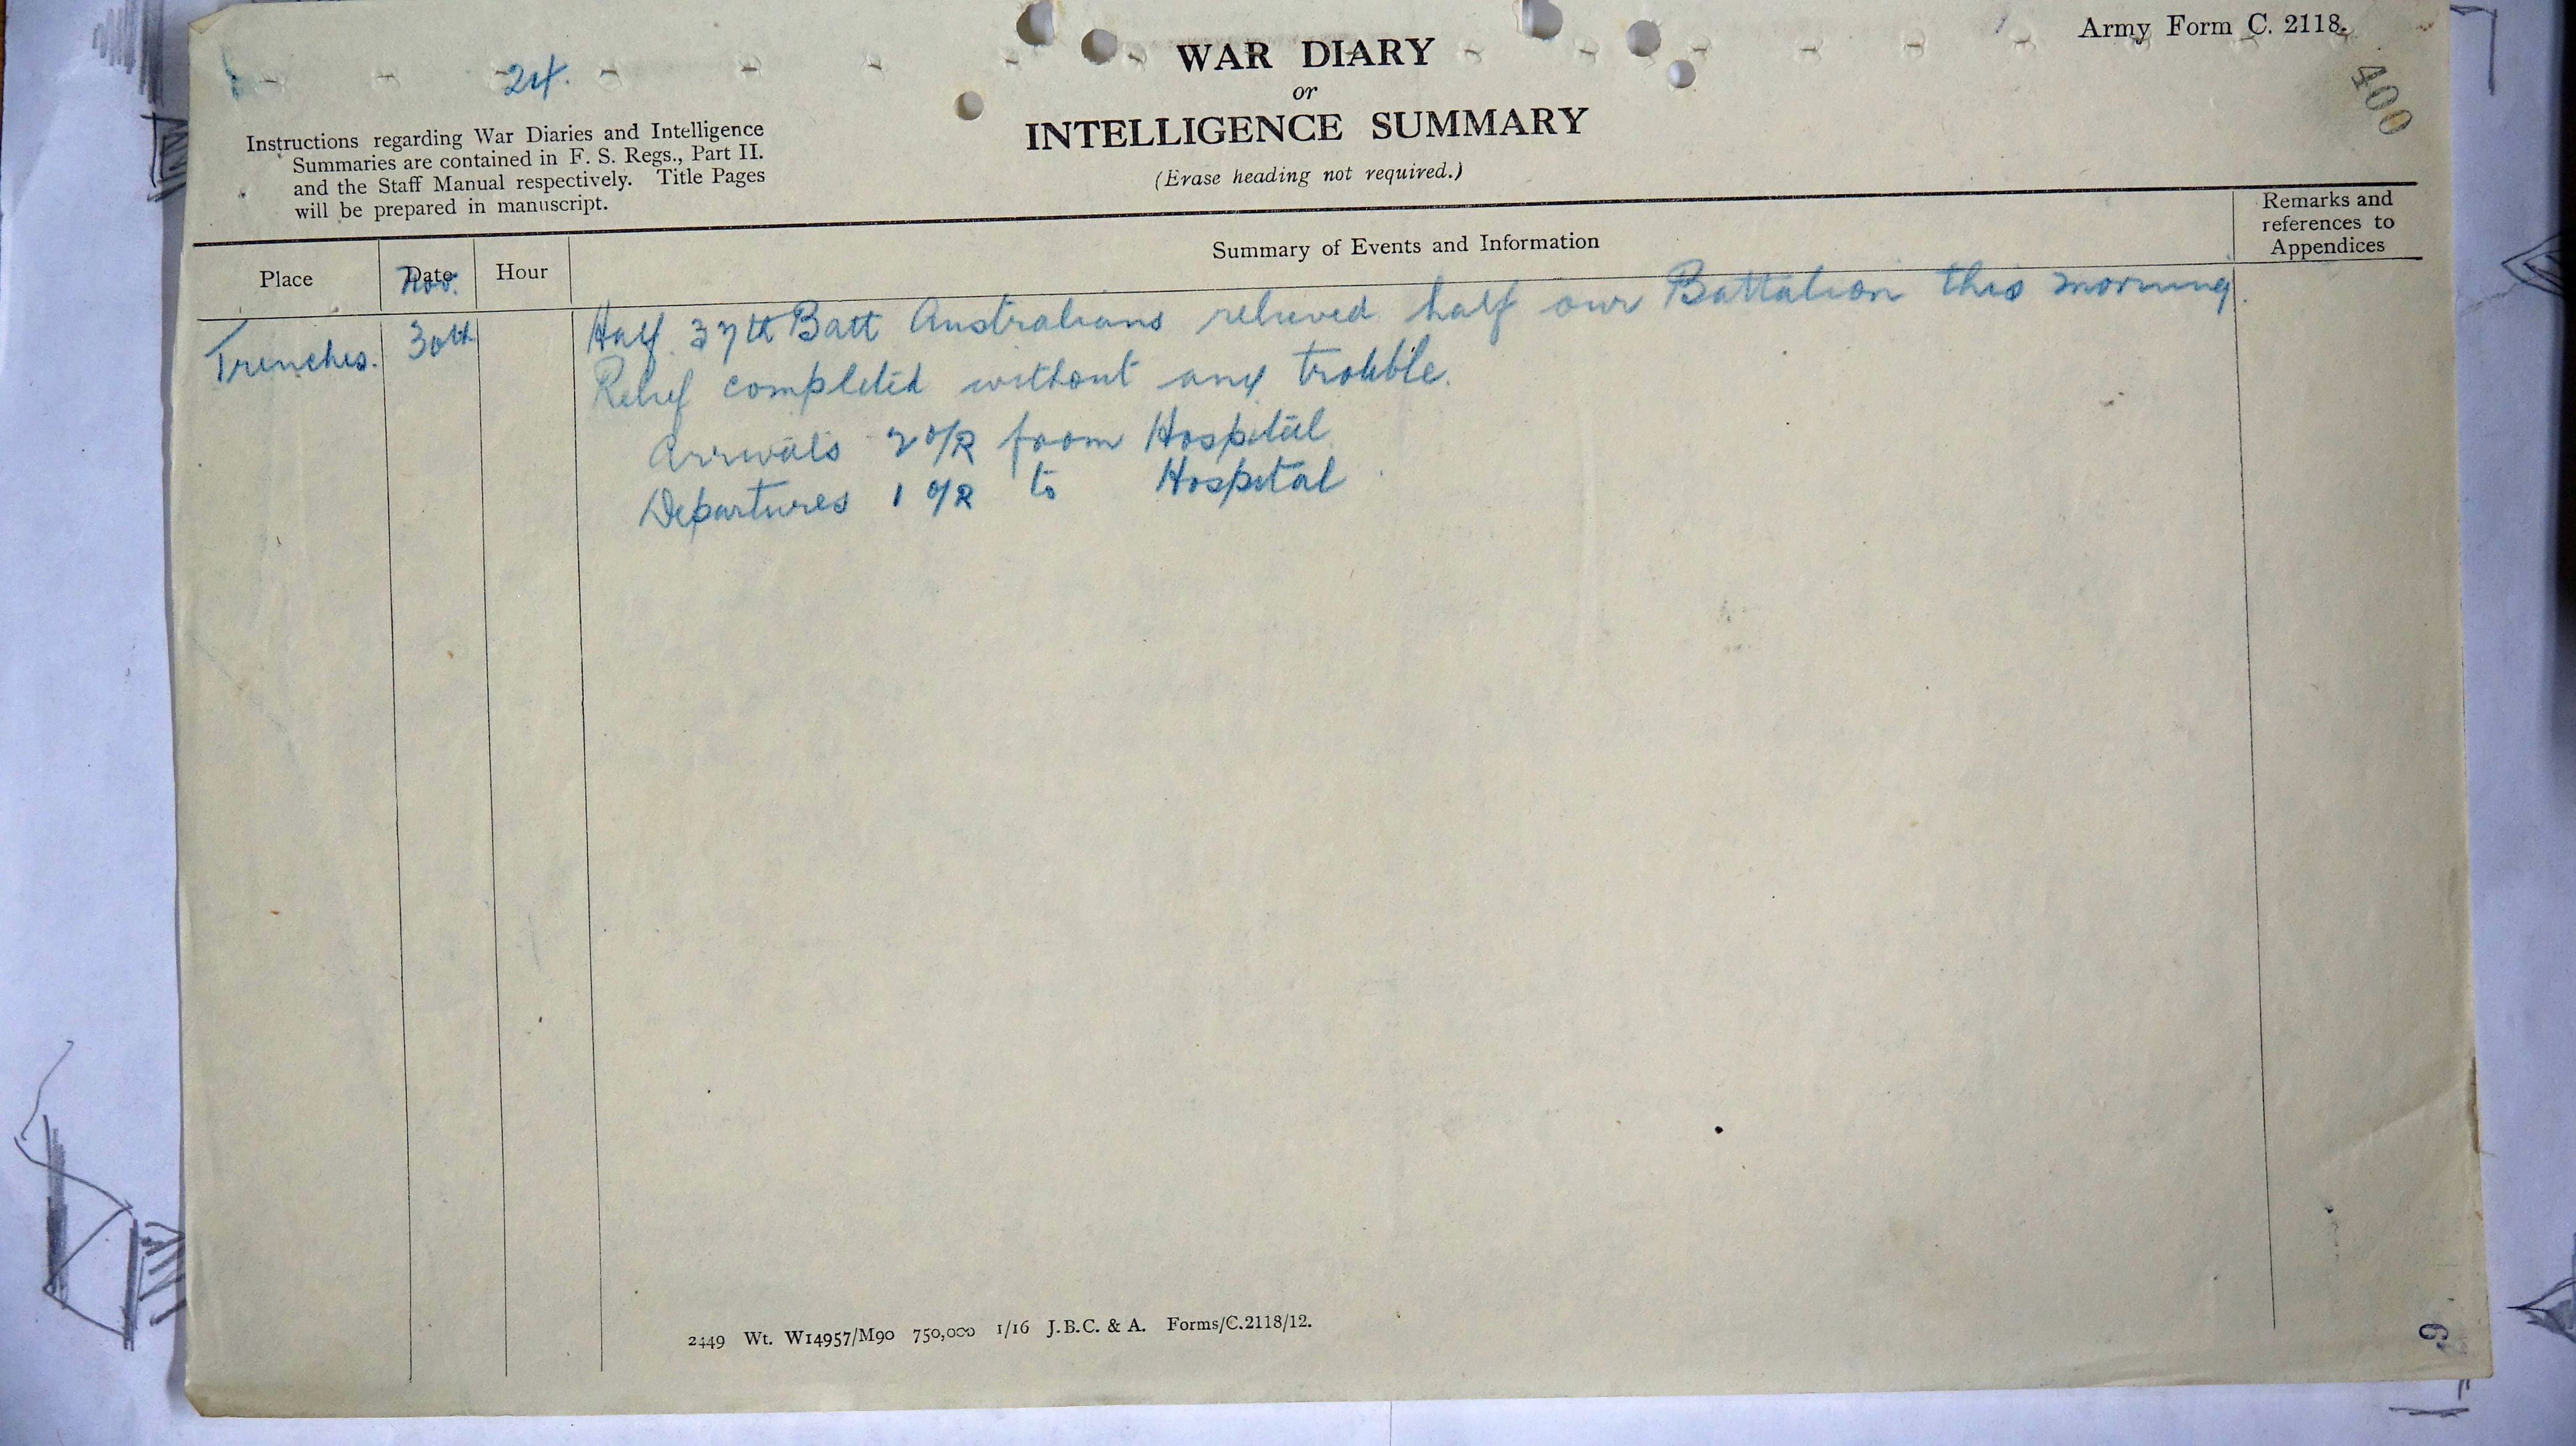 Army Form C. 2118.
400
24.
WAR DIARY
or
INTELLIGENCE SUMMARY
(Erase heading not required.)
Instructions regarding War Diaries and Intelligence
Summaries are contained in F. S. Regs., Part II.
and the Staff Manual respectively. Title Pages
will be prepared in manuscript.
Place
Date
Hour
Summary of Events and Information
Remarks and
references to
Appendices
Nov.
Trenches. 30th Half 37th Batt Australians relieved half our Battalion this morning.
Relief completed without any trouble.
Arrivals 2 O/R from Hospital
Departures 1 O/R to Hospital
2449 Wt. W14957/M90 750,000 1/16 J.B.C. & A. Forms/C.2118/12.